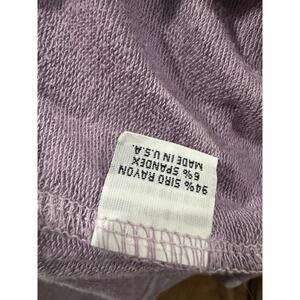 94% SIRO RAYON
6% SPANDEX
MADE IN U.S.A.